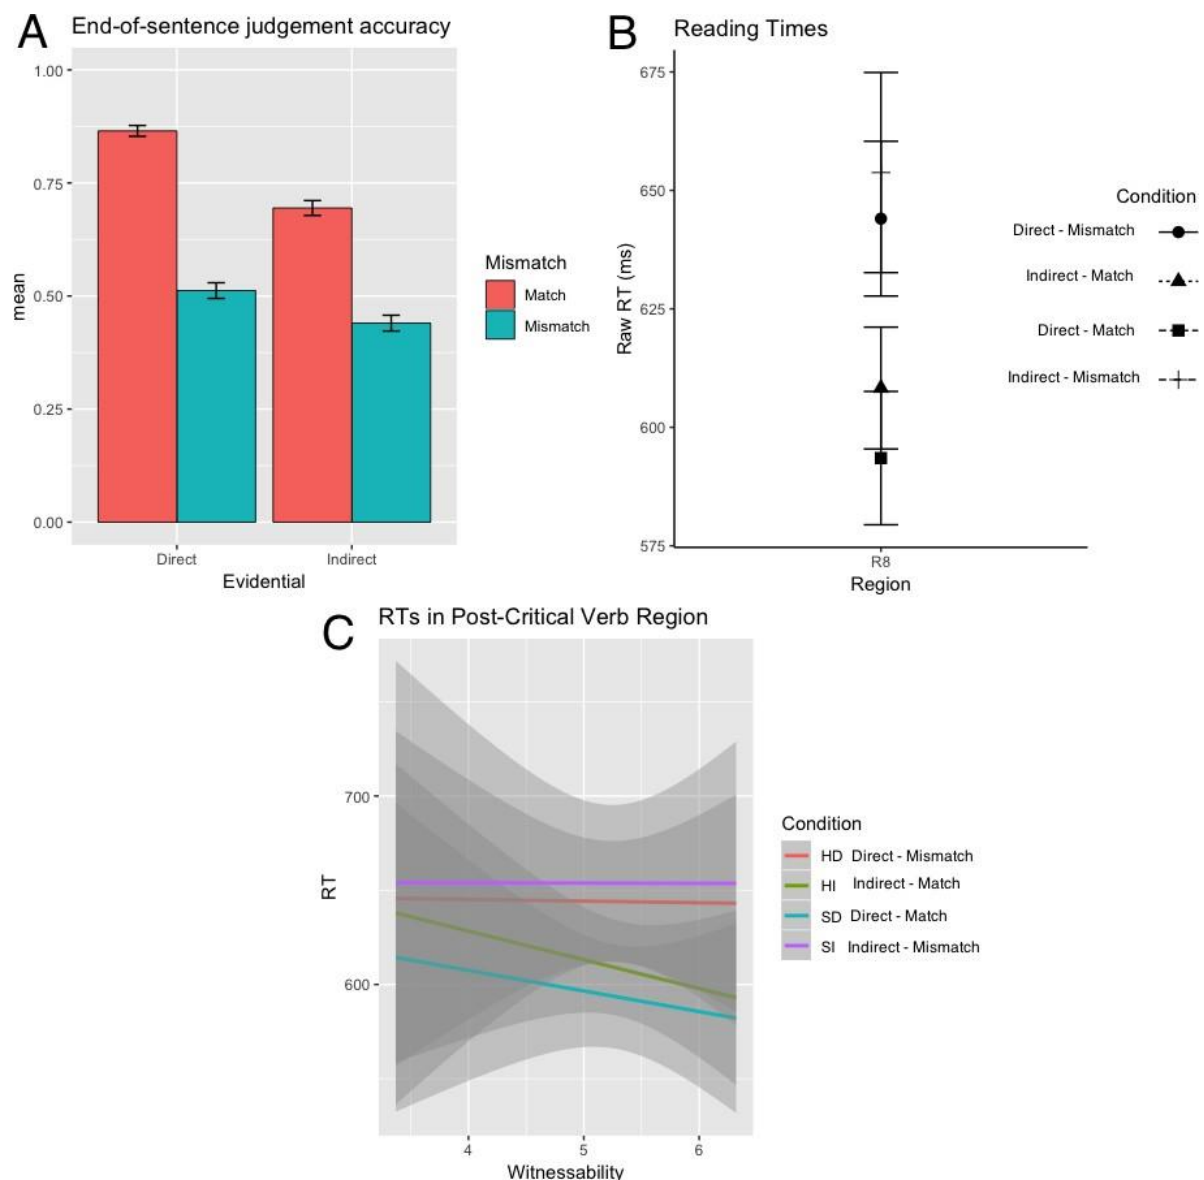 A End-of-sentence judgement accuracy
1.00
0.75
0.50
0.25
0.00
mean
Direct Indirect
Evidential
Mismatch
Match
Mismatch
B Reading Times
675
650
625
600
575
Raw RT (ms)
R8
Region
Condition
Direct - Mismatch
Indirect - Match
Direct - Match
Indirect - Mismatch
C RTs in Post-Critical Verb Region
700
600
RT
4 5 6
Witnessability
Condition
HD Direct - Mismatch
HI Indirect - Match
SD Direct - Match
SI Indirect - Mismatch